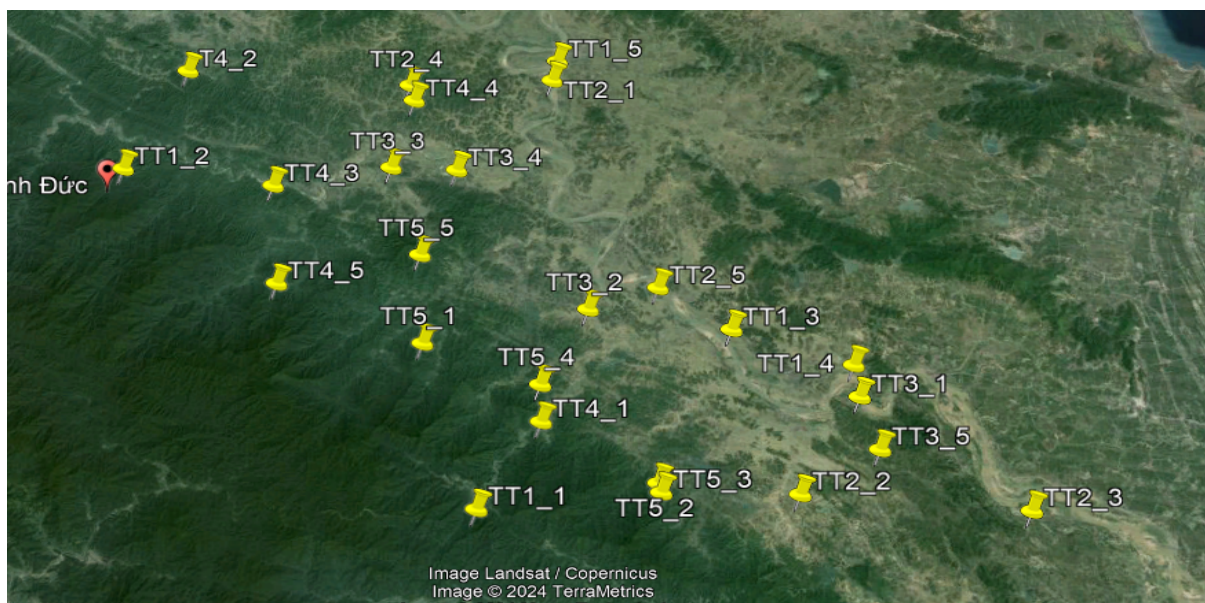 TT1_5
T4_2
TT2_4
TT4_4
TT2_1
TT3_3
TT1_2
TT3_4
TT4_3
nh Đức
TT5_5
TT4_5
TT2_5
TT3_2
TT1_3
TT5_1
TT5_4
TT1_4
TT3_1
TT4_1
TT3_5
TT5_3
TT2_2
TT1_1
TT2_3
TT5_2
Image Landsat / Copernicus
Image © 2024 TerraMetrics